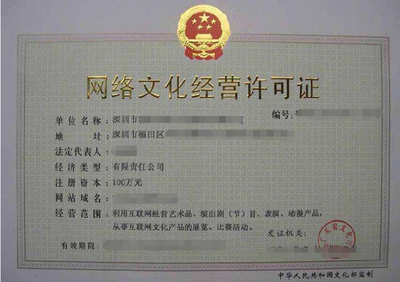 网络文化经营许可证
编号:
单位名称:深圳市
地址:深圳市福田区
法定代表人:
经济类型:有限责任公司
注册资本:100万元
网站域名:
经营范围:利用互联网经营艺术品、演出剧(节)目、表演、动漫产品,
从事互联网文化产品的展览、比赛活动。
发证机关:
有效期限
中华人民共和国文化部监制